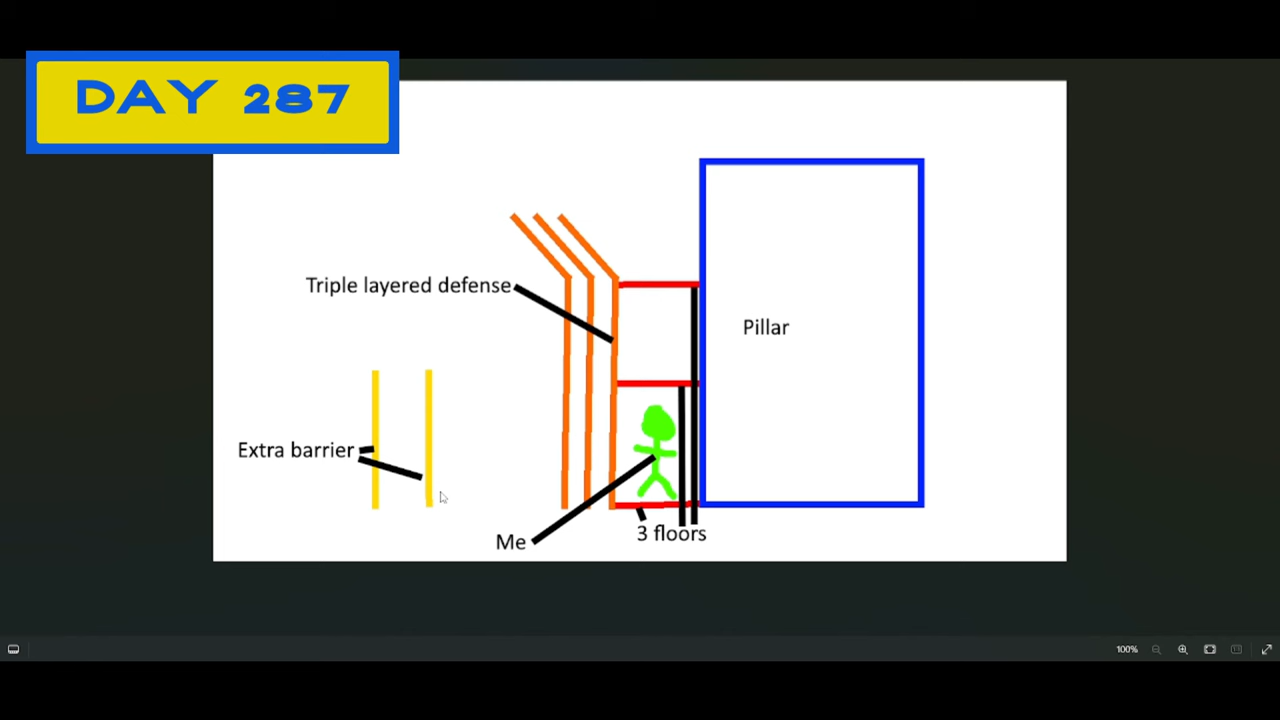 DAY 287
Triple layered defense
Pillar
Extra barrier
3 floors
Me
100%